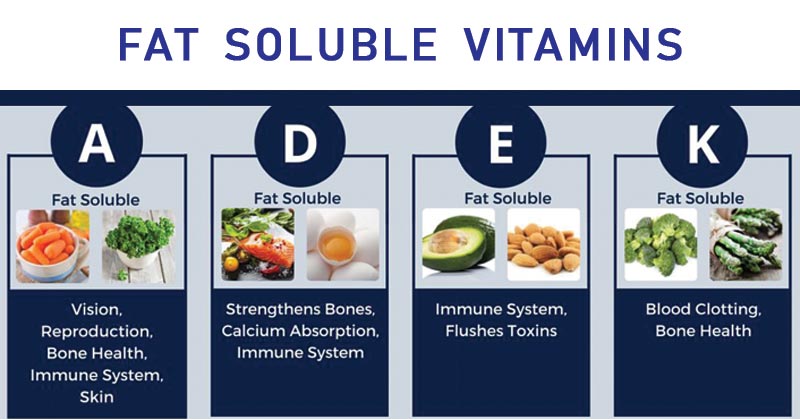 FAT SOLUBLE VITAMINS
A
Fat Soluble
Vision,
Reproduction,
Bone Health,
Immune System,
Skin
D
Fat Soluble
Strengthens Bones,
Calcium Absorption,
Immune System
E
Fat Soluble
Immune System,
Flushes Toxins
K
Fat Soluble
Blood Clotting,
Bone Health